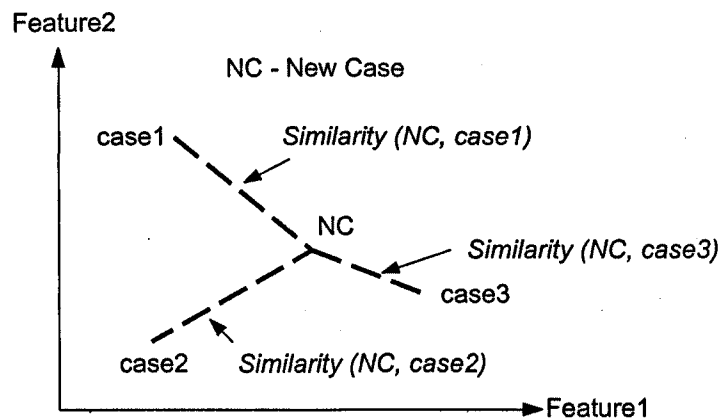 Feature2
NC - New Case
case1
Similarity (NC, case1)
NC
Similarity (NC, case3)
case3
case2
Similarity (NC, case2)
Feature1